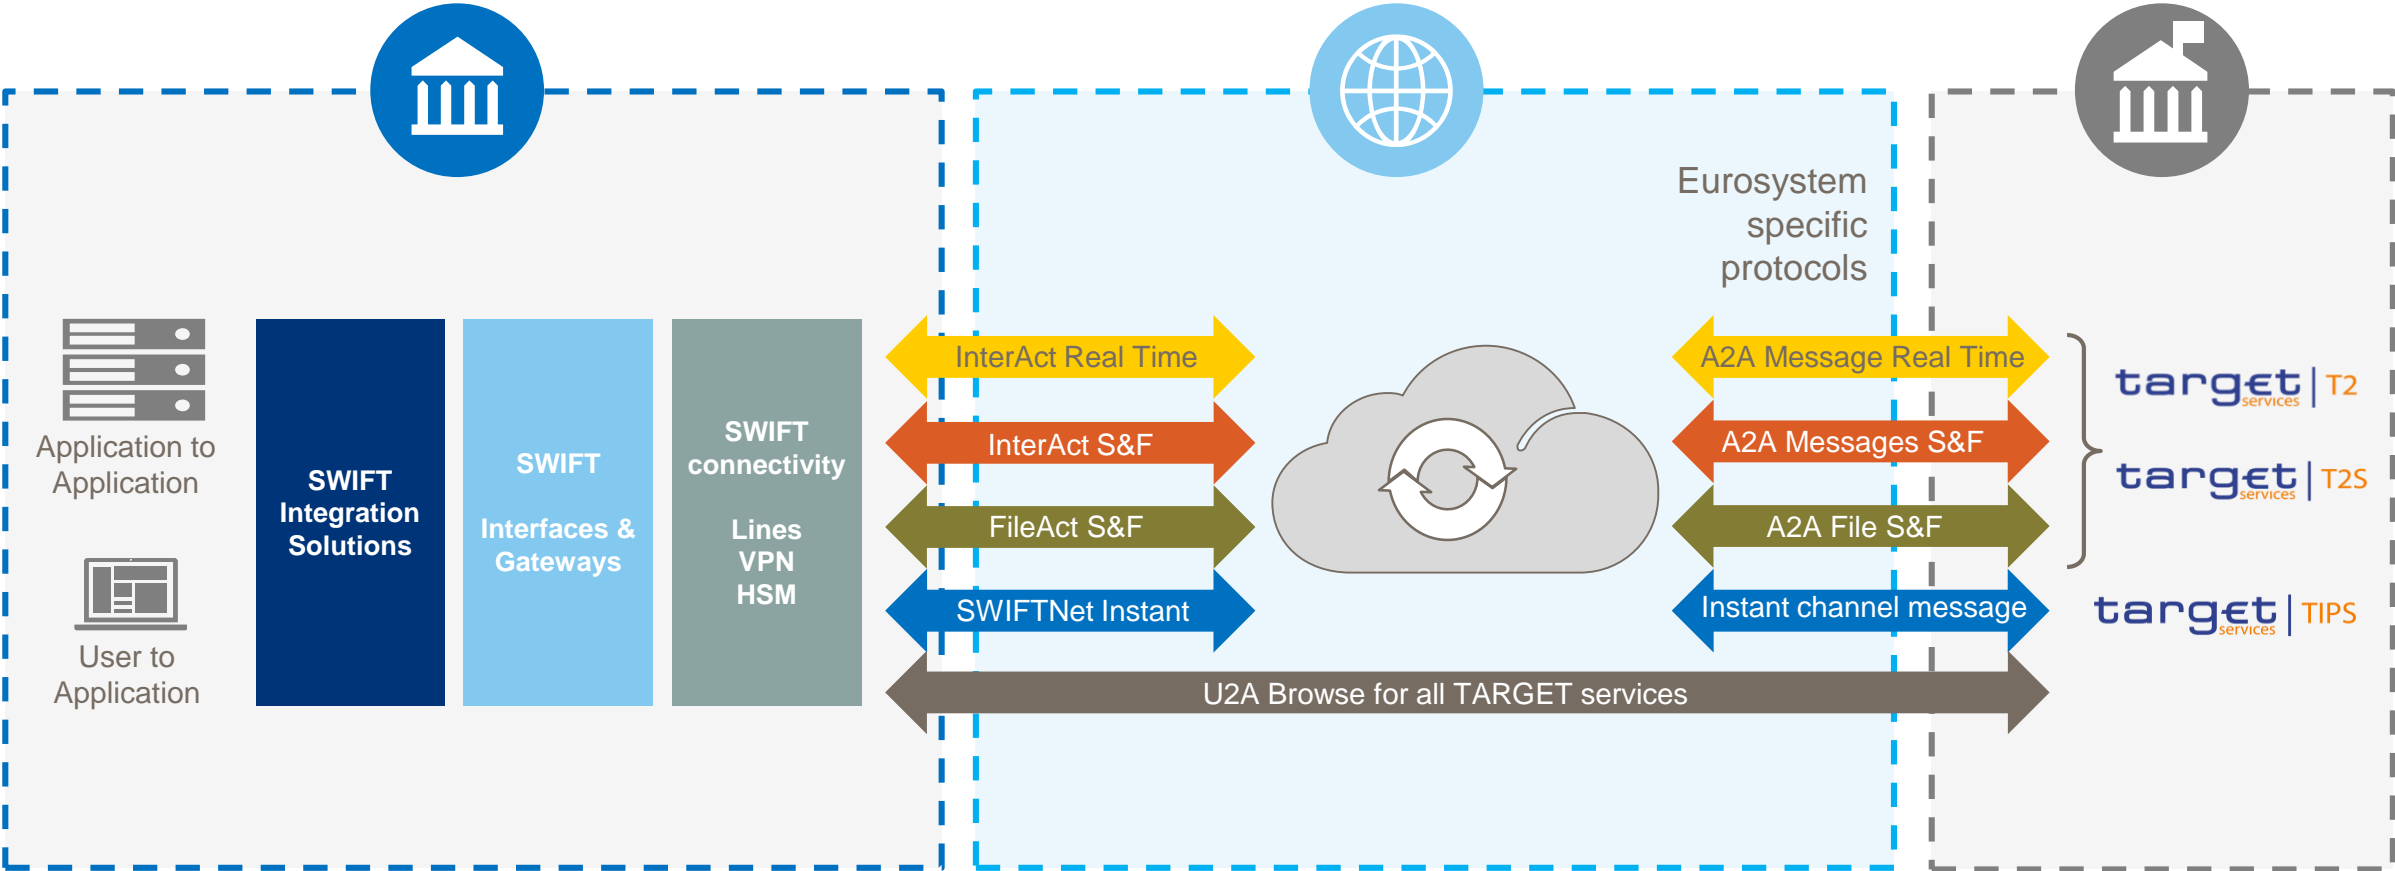 Eurosystem
specific
protocols
Application to
Application
User to
Application
SWIFT
Integration
Solutions
SWIFT
Interfaces &
Gateways
SWIFT
connectivity
Lines
VPN
HSM
InterAct Real Time
InterAct S&F
FileAct S&F
SWIFTNet Instant
A2A Message Real Time
A2A Messages S&F
A2A File S&F
Instant channel message
U2A Browse for all TARGET services
target | T2
services
target | T2S
services
target | TIPS
services